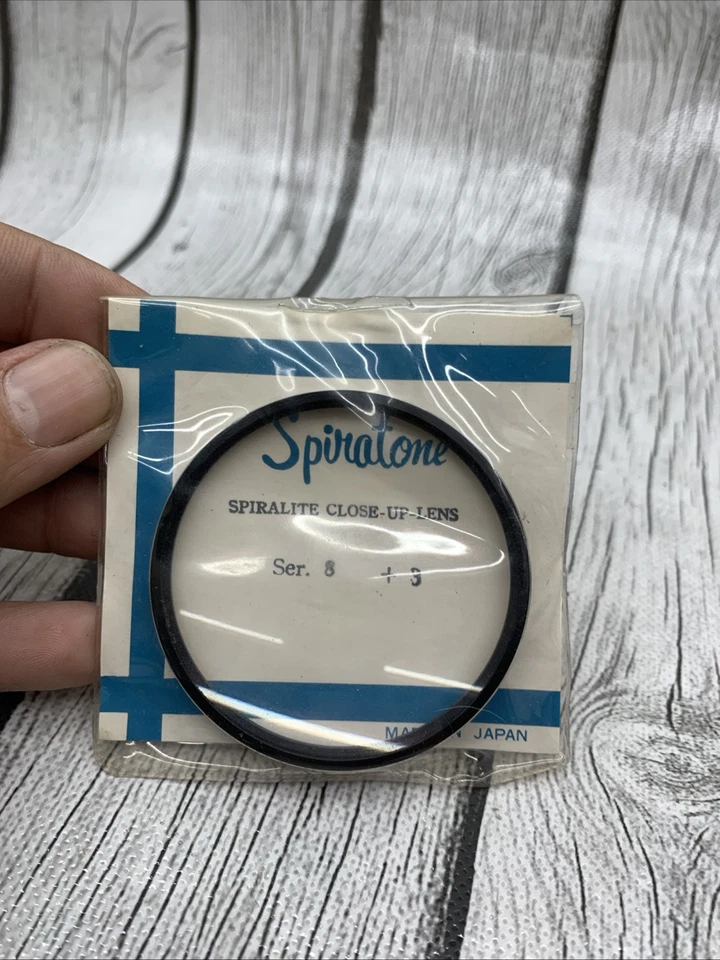 Spiratone
SPIRALITE CLOSE-UP-LENS
Ser. 8 + 3
JAPAN